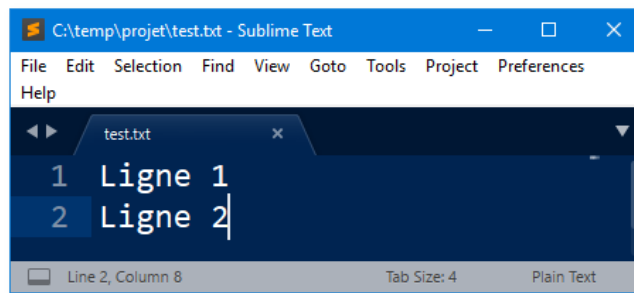 C:\temp\projet\test.txt - Sublime Text
File Edit Selection Find View Goto Tools Project Preferences
Help
test.txt
1 Ligne 1
2 Ligne 2
Line 2, Column 8 Tab Size: 4 Plain Text